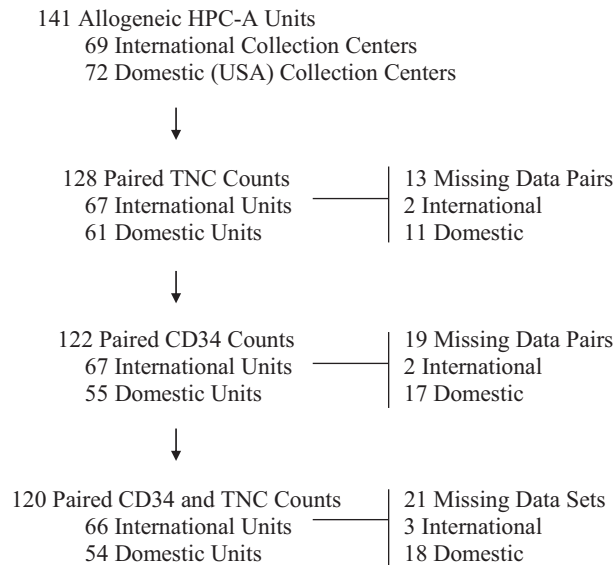 141 Allogeneic HPC-A Units
69 International Collection Centers
72 Domestic (USA) Collection Centers
128 Paired TNC Counts
67 International Units
61 Domestic Units
13 Missing Data Pairs
2 International
11 Domestic
122 Paired CD34 Counts
67 International Units
55 Domestic Units
19 Missing Data Pairs
2 International
17 Domestic
120 Paired CD34 and TNC Counts
66 International Units
54 Domestic Units
21 Missing Data Sets
3 International
18 Domestic